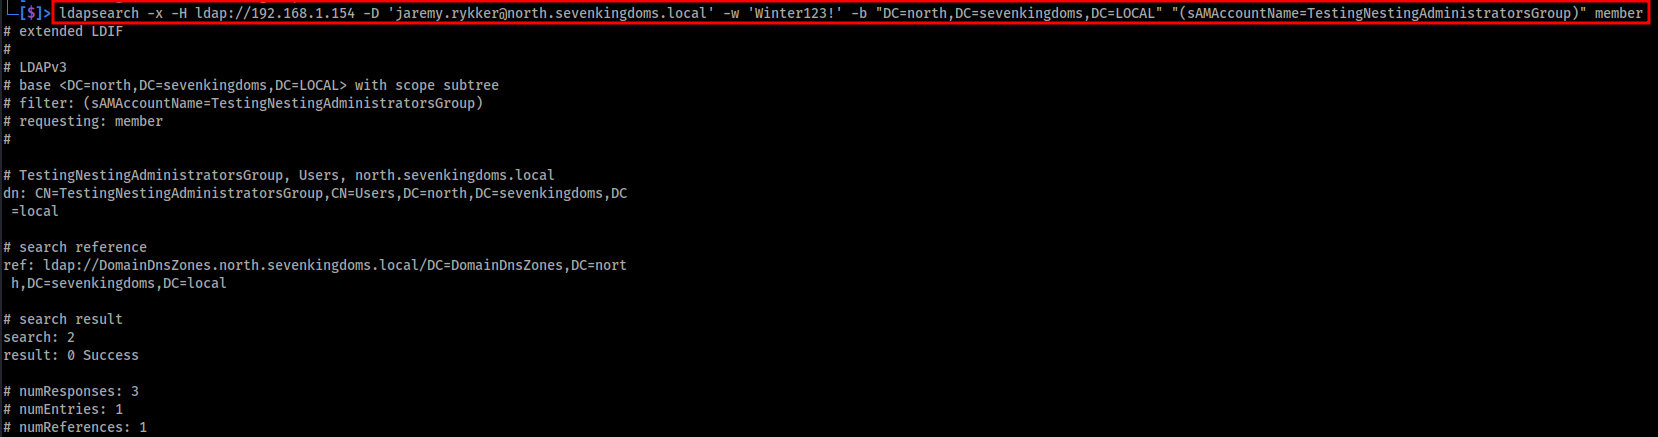 [$]> ldapsearch -x -H ldap://192.168.1.154 -D 'jaremy.rykker@north.sevenkingdoms.local' -w 'Winter123!' -b "DC=north,DC=sevenkingdoms,DC=LOCAL" "(sAMAccountName=TestingNestingAdministratorsGroup)" member
# extended LDIF
#
# LDAPv3
# base <DC=north,DC=sevenkingdoms,DC=LOCAL> with scope subtree
# filter: (sAMAccountName=TestingNestingAdministratorsGroup)
# requesting: member
#
# TestingNestingAdministratorsGroup, Users, north.sevenkingdoms.local
dn: CN=TestingNestingAdministratorsGroup,CN=Users,DC=north,DC=sevenkingdoms,DC
=local
# search reference
ref: ldap://DomainDnsZones.north.sevenkingdoms.local/DC=DomainDnsZones,DC=nort
h,DC=sevenkingdoms,DC=local
# search result
search: 2
result: 0 Success
# numResponses: 3
# numEntries: 1
# numReferences: 1